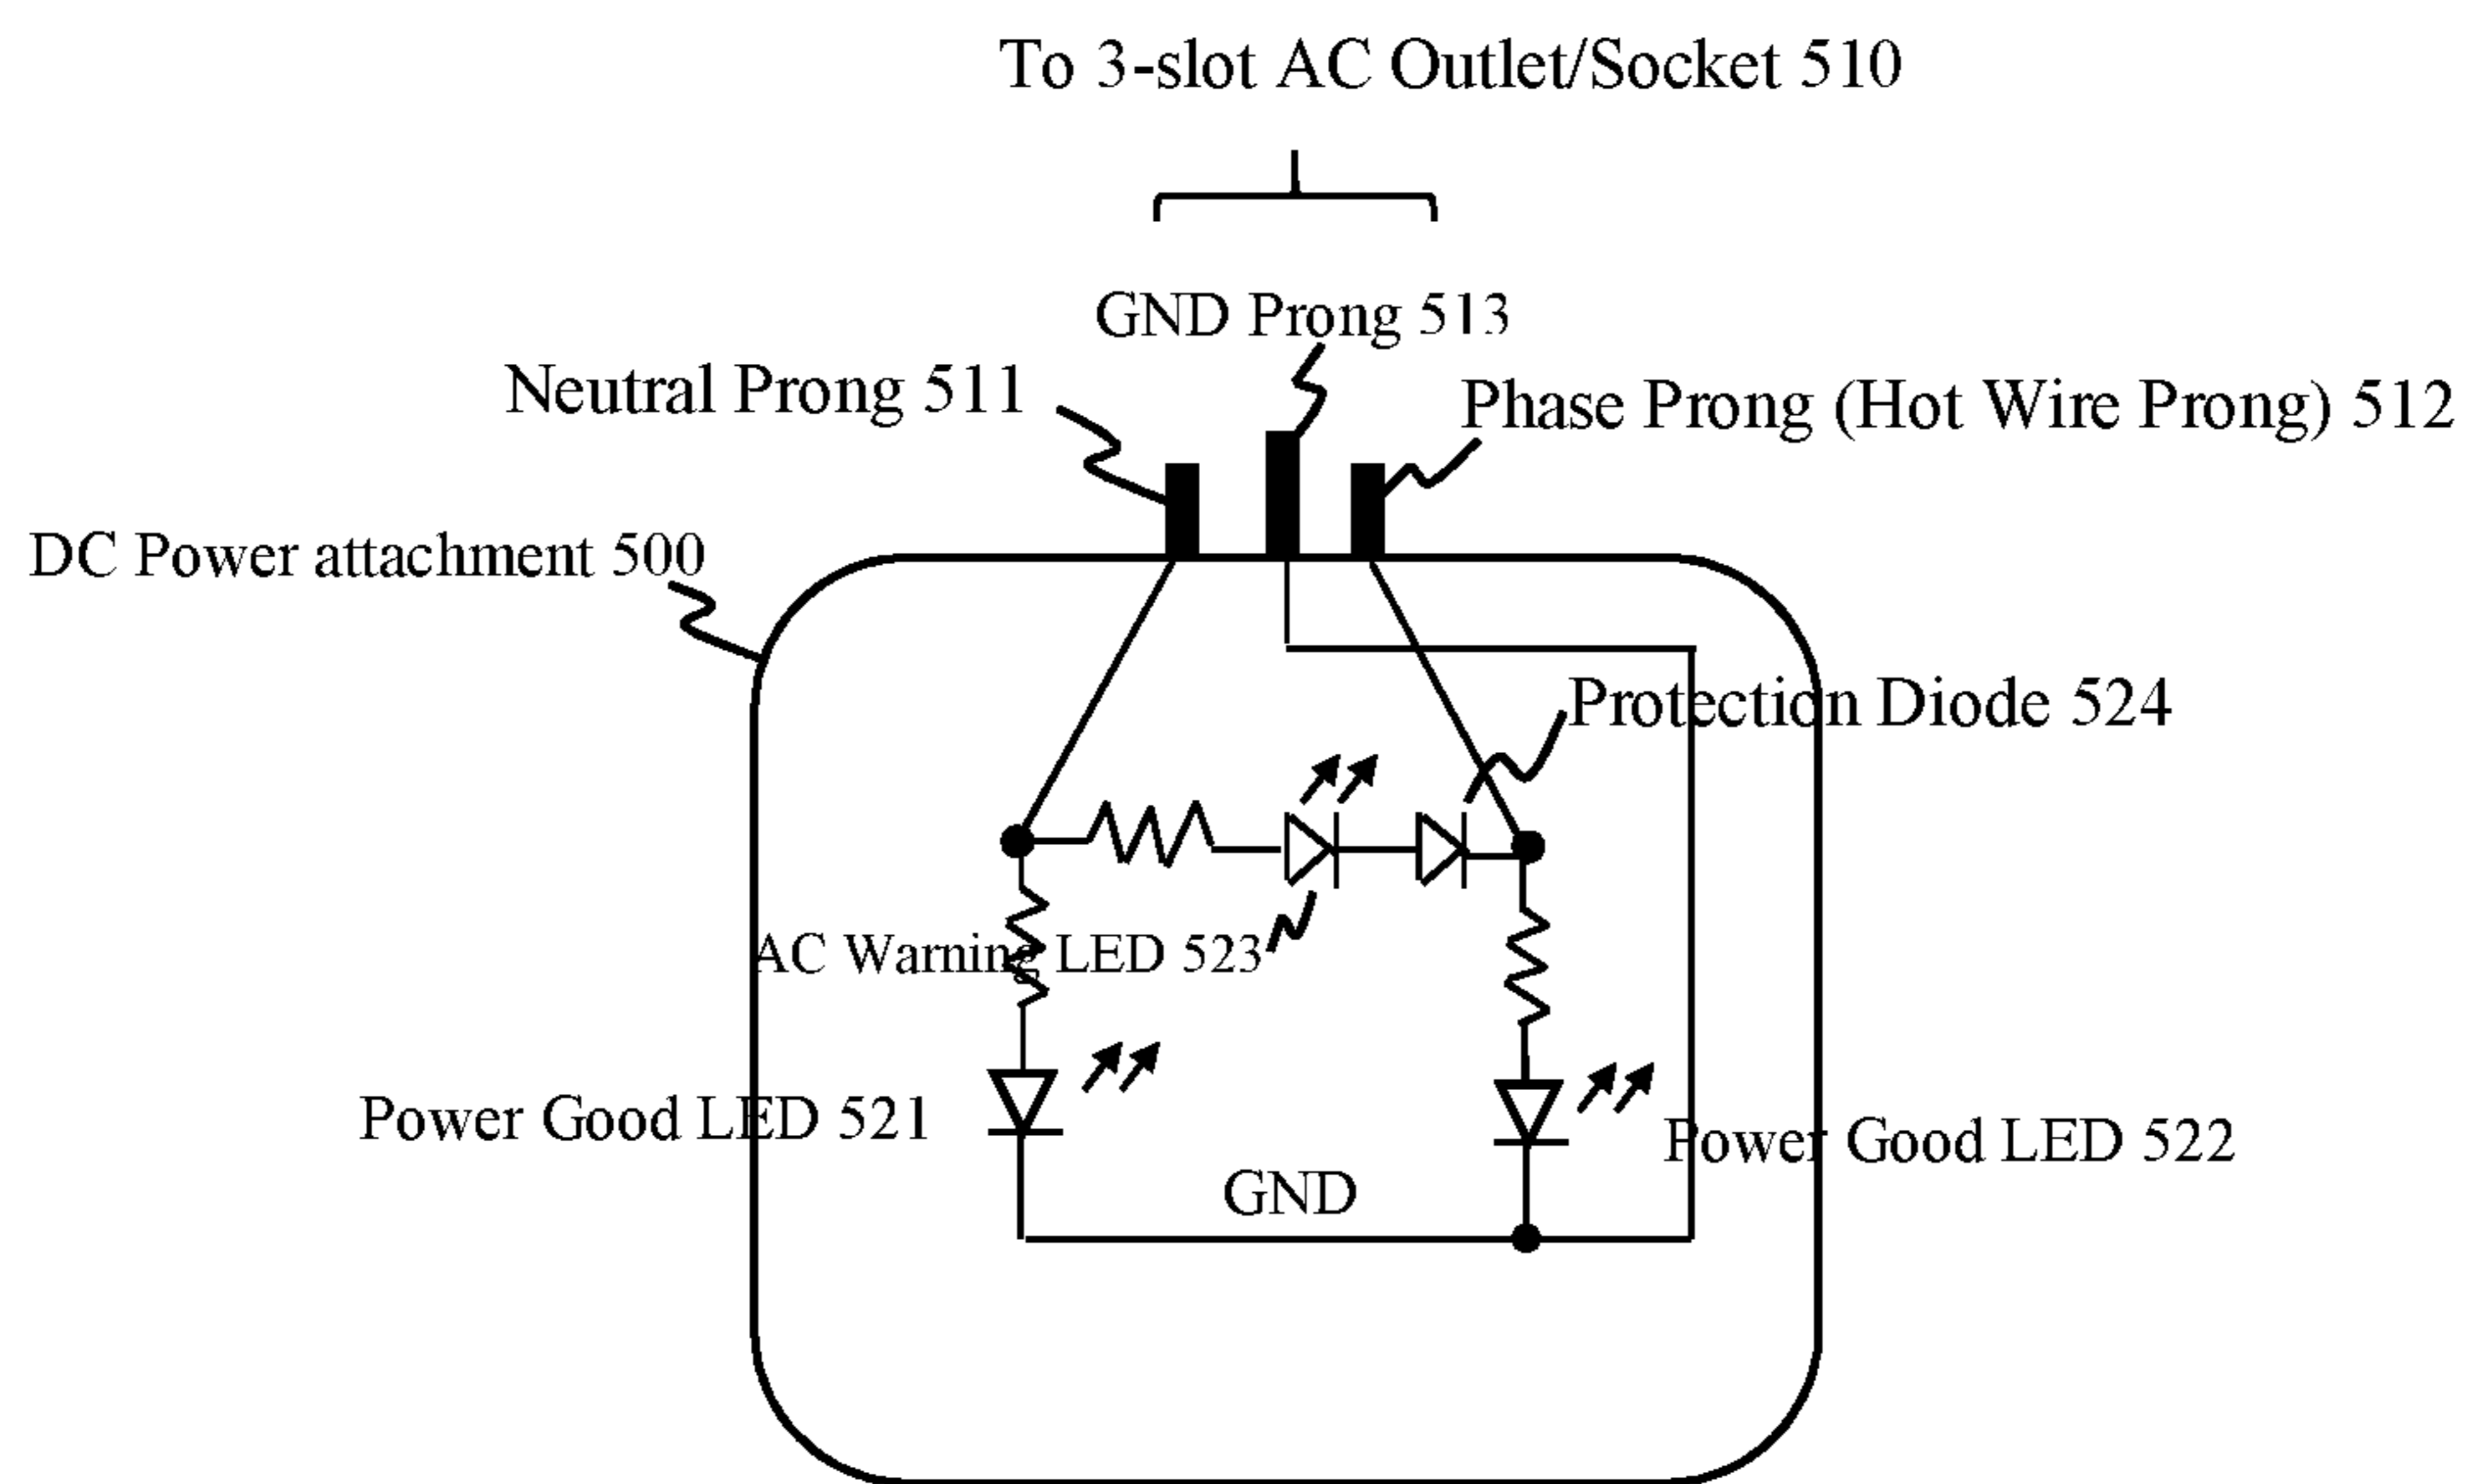 To 3-slot AC Outlet/Socket 510
GND Prong 513
Neutral Prong 511
Phase Prong (Hot Wire Prong) 512
DC Power attachment 500
Protection Diode 524
AC Warning LED 523
Power Good LED 521
Power Good LED 522
GND